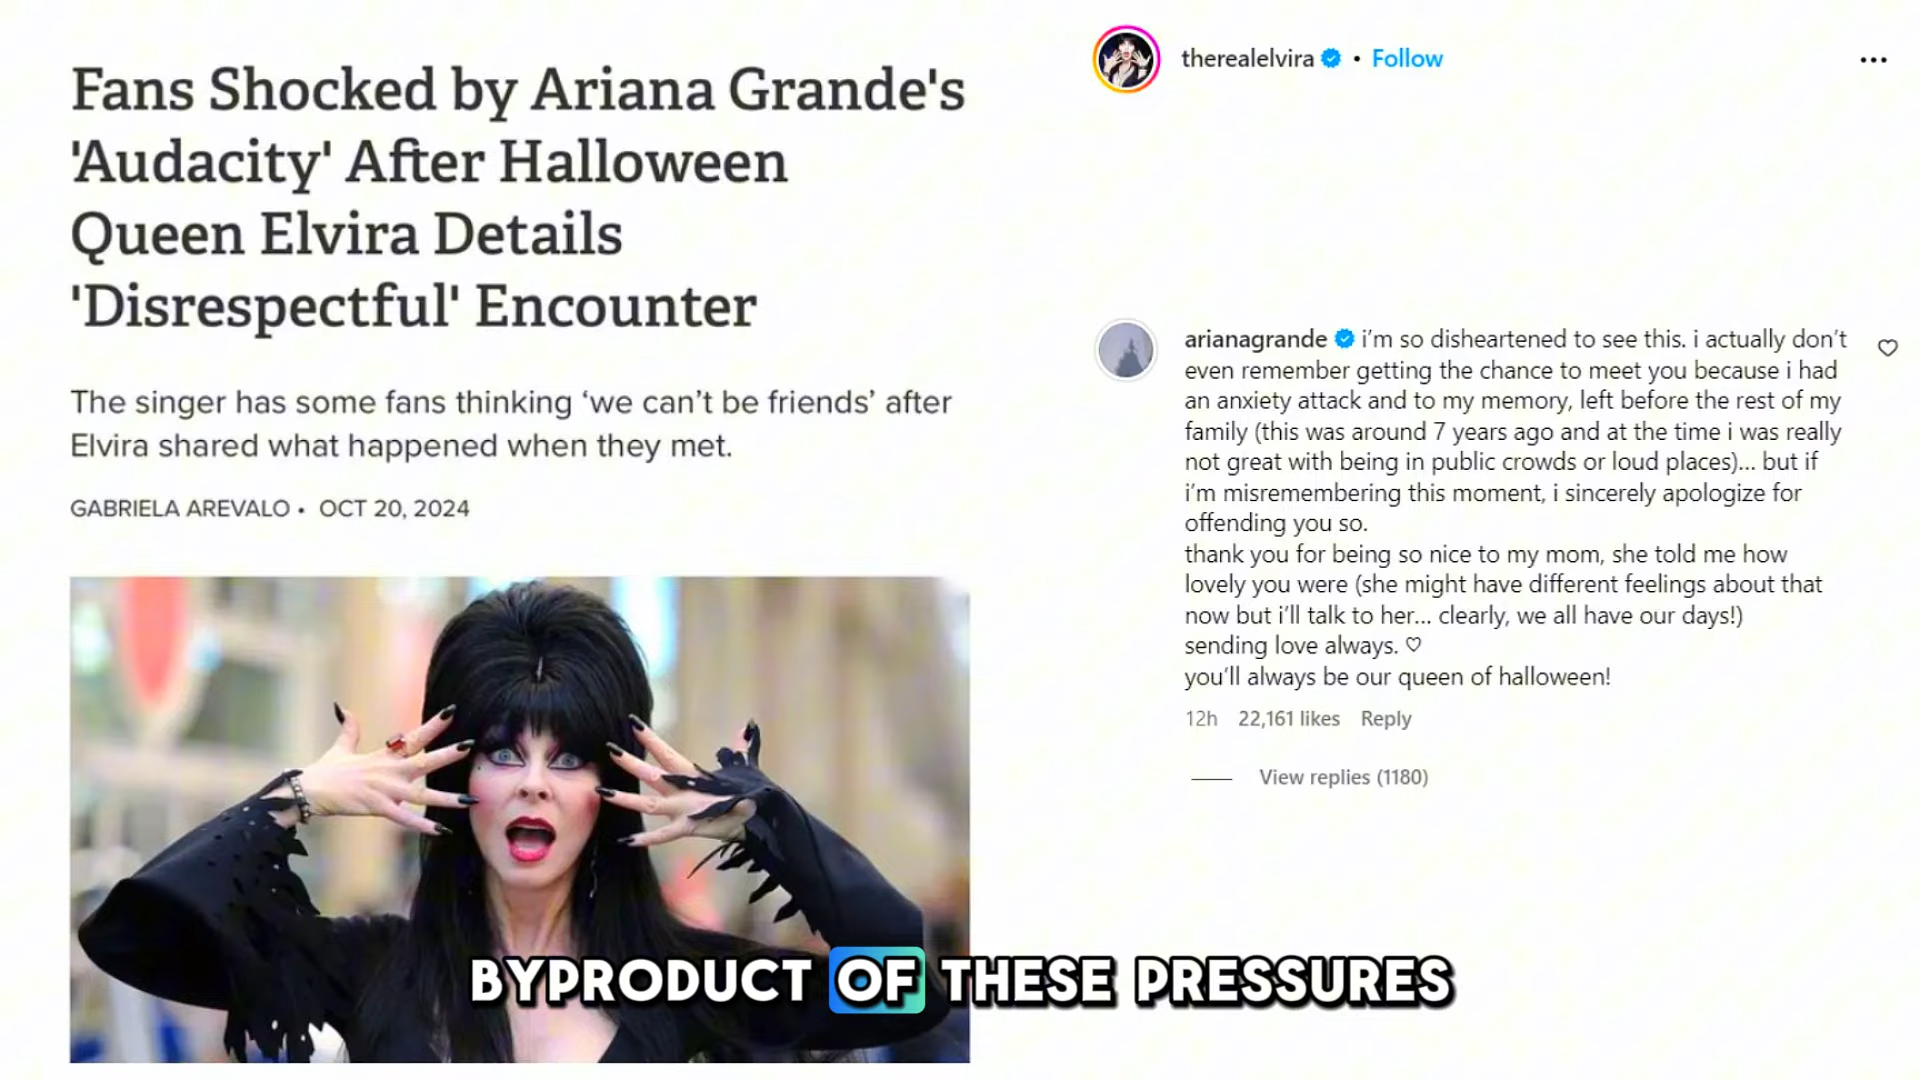 Fans Shocked by Ariana Grande's
'Audacity' After Halloween
Queen Elvira Details
'Disrespectful' Encounter
The singer has some fans thinking ‘we can’t be friends’ after
Elvira shared what happened when they met.
GABRIELA AREVALO • OCT 20, 2024
therealelvira • Follow
arianagrande i’m so disheartened to see this. i actually don’t
even remember getting the chance to meet you because i had
an anxiety attack and to my memory, left before the rest of my
family (this was around 7 years ago and at the time i was really
not great with being in public crowds or loud places)... but if
i’m misremembering this moment, i sincerely apologize for
offending you so.
thank you for being so nice to my mom, she told me how
lovely you were (she might have different feelings about that
now but i’ll talk to her... clearly, we all have our days!)
sending love always. ♡
you’ll always be our queen of halloween!
12h 22,161 likes Reply
View replies (1180)
BYPRODUCT OF THESE PRESSURES